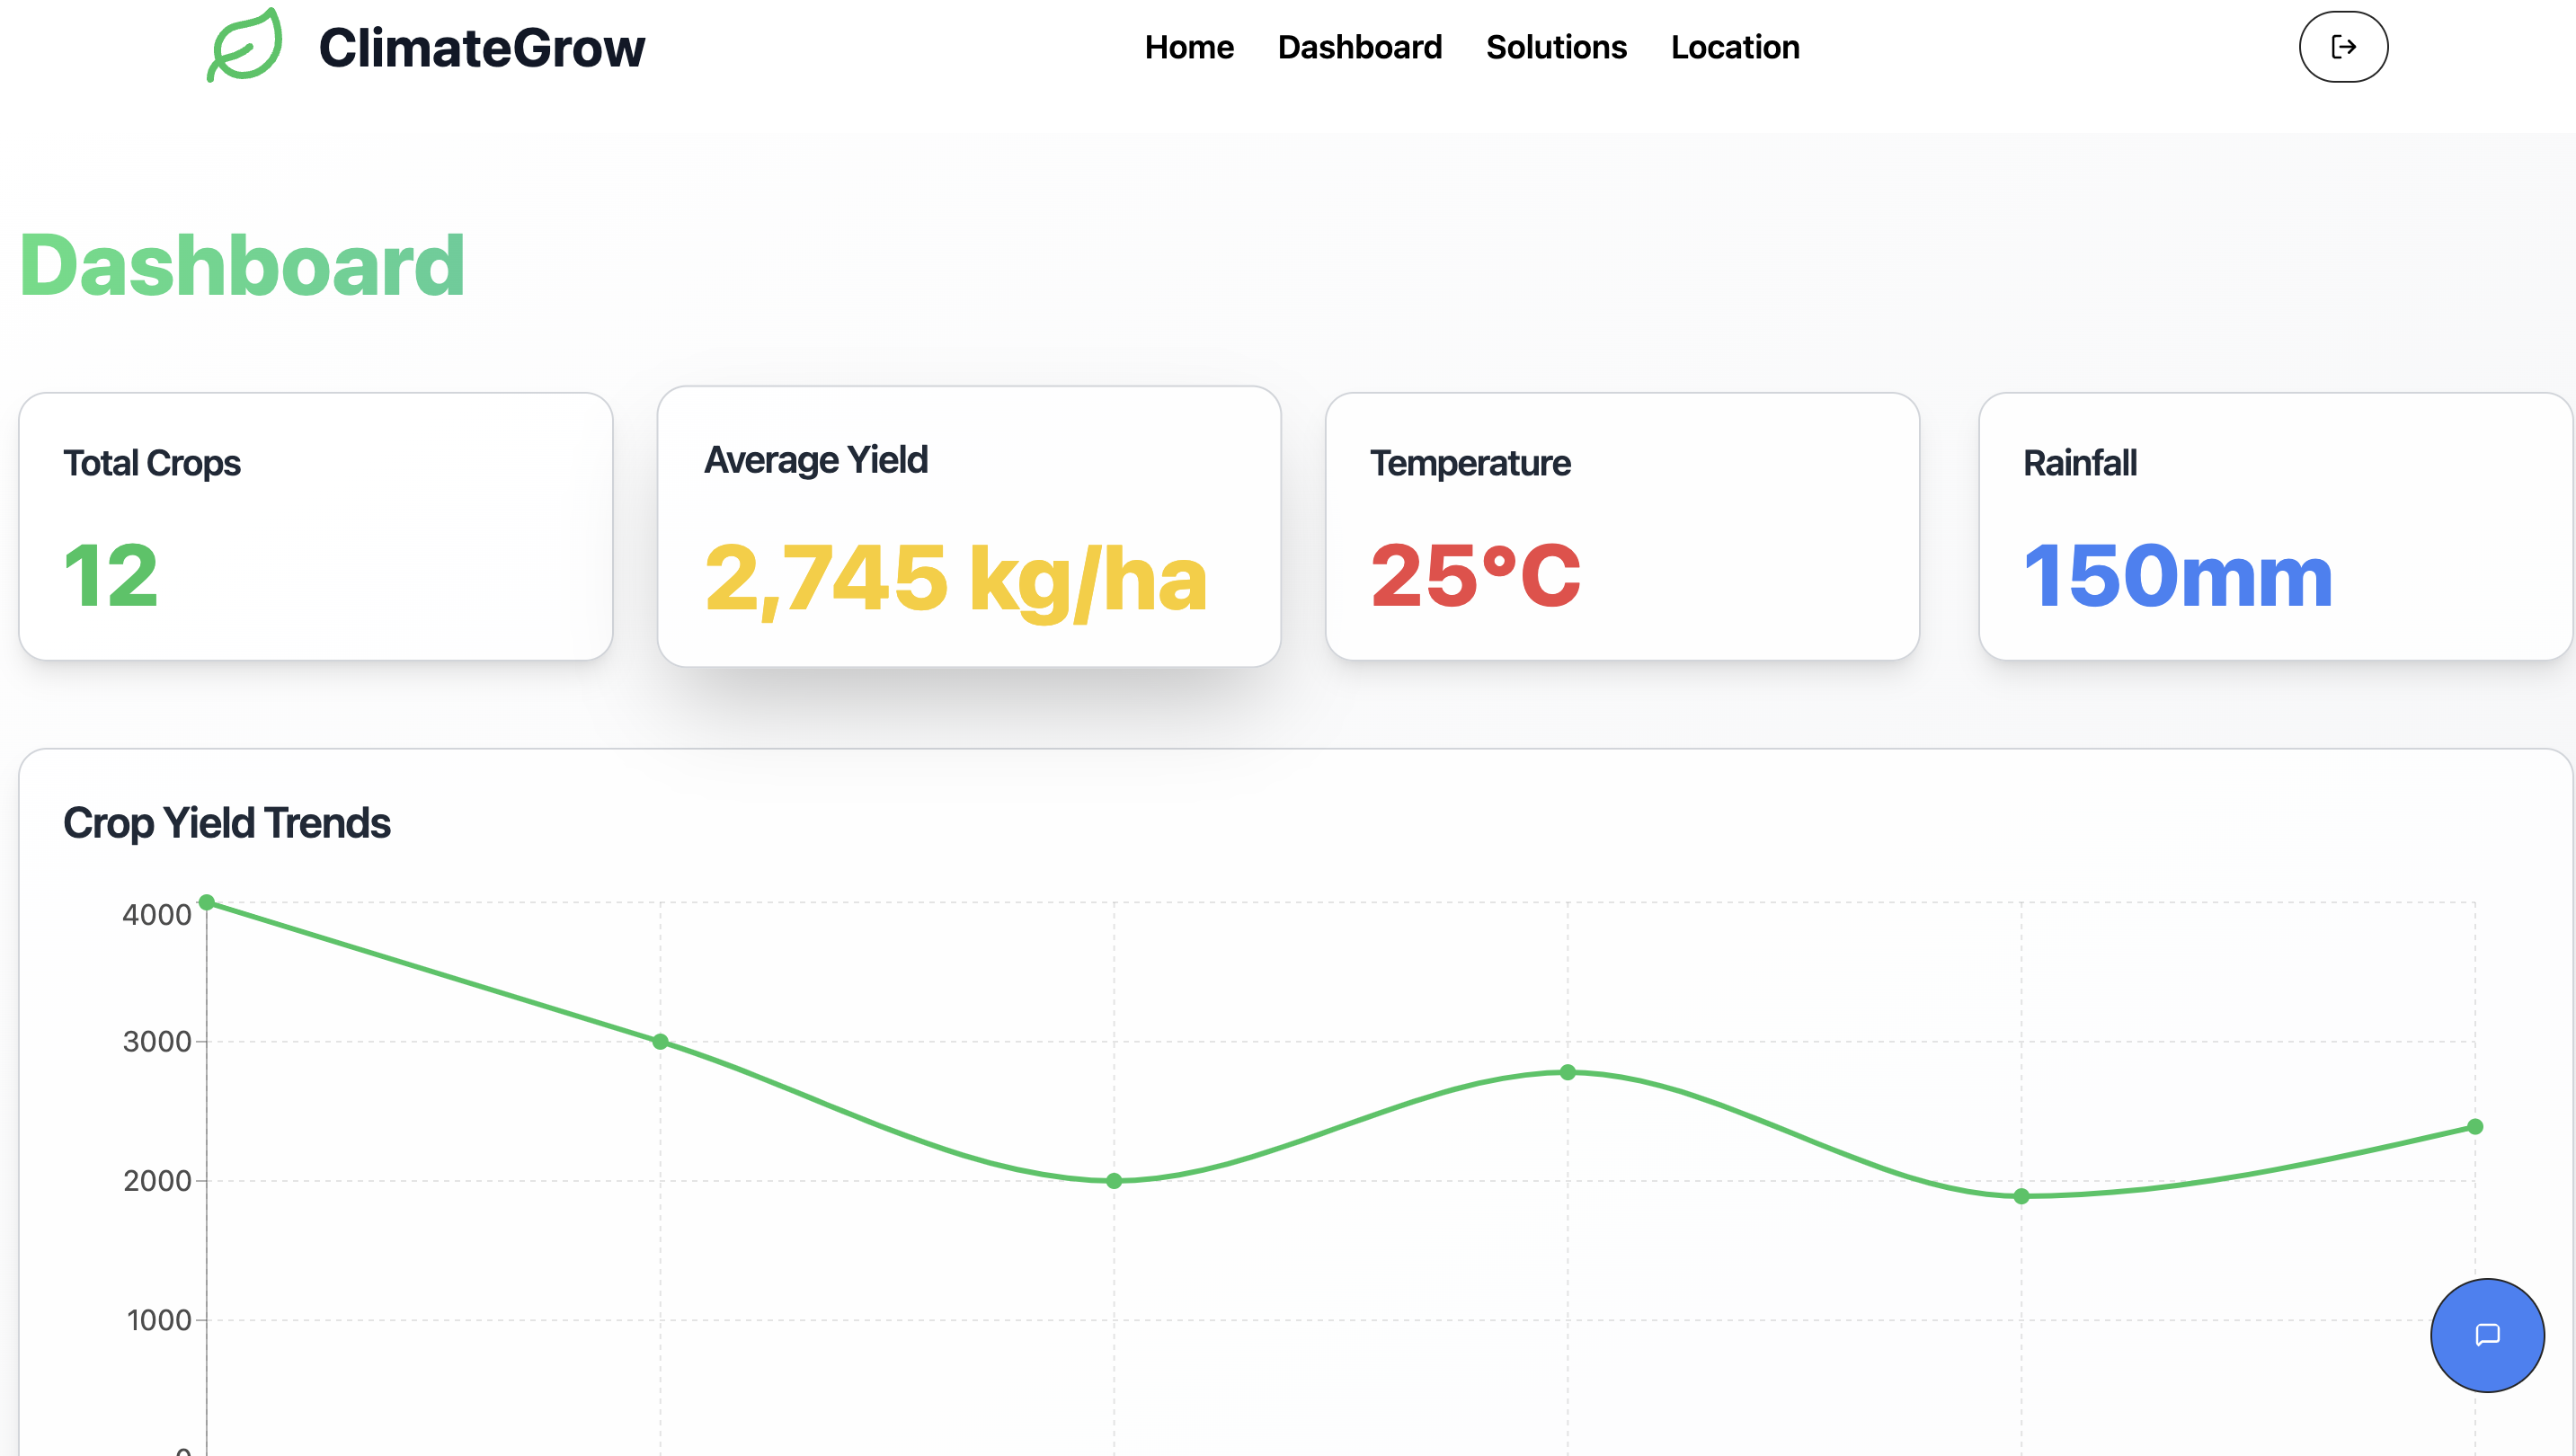 ClimateGrow
Home Dashboard Solutions Location
Dashboard
Total Crops
12
Average Yield
2,745 kg/ha
Temperature
25°C
Rainfall
150mm
Crop Yield Trends
4000
3000
2000
1000
0